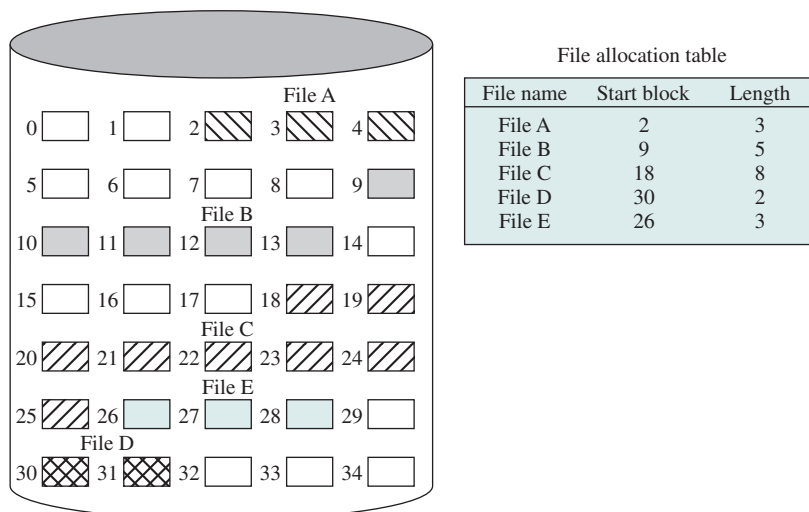 File A
0 1 2 3 4
5 6 7 8 9
File B
10 11 12 13 14
15 16 17 18 19
File C
20 21 22 23 24
File E
25 26 27 28 29
File D
30 31 32 33 34
File allocation table
File name Start block Length
File A 2 3
File B 9 5
File C 18 8
File D 30 2
File E 26 3